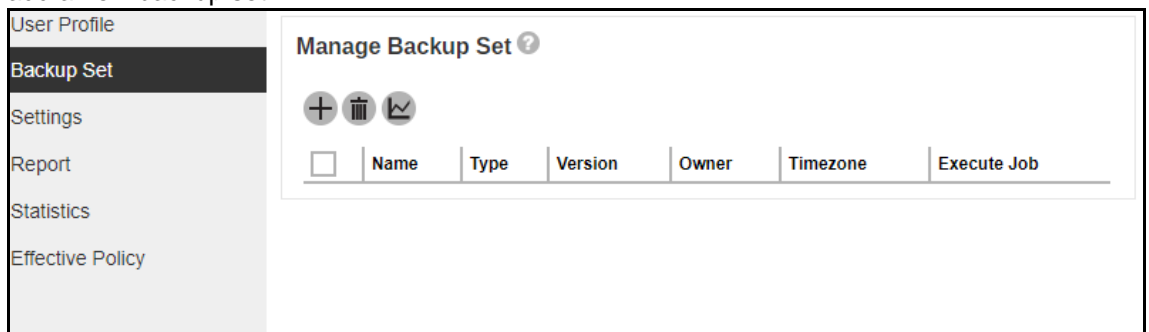 User Profile
Backup Set
Settings
Report
Statistics
Effective Policy
Manage Backup Set
Name Type Version Owner Timezone Execute Job